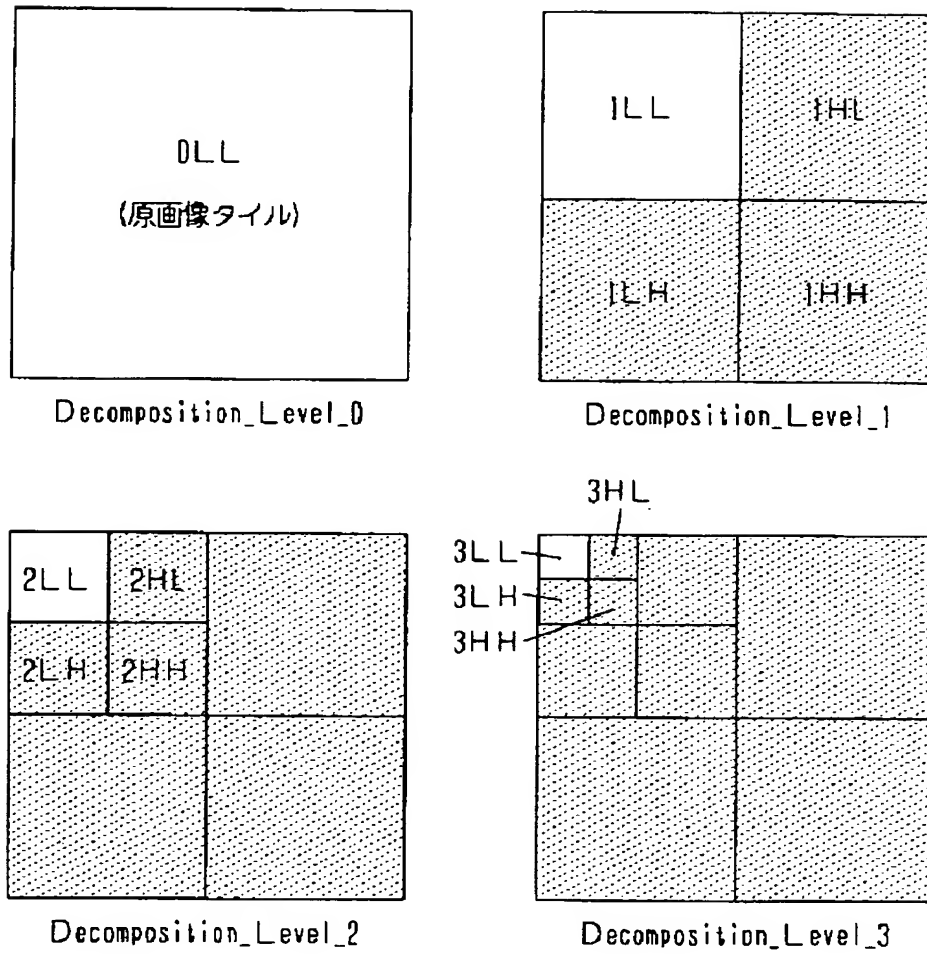 0LL
(原画像タイル)
Decomposition_Level_0
1LL 1HL
1LH 1HH
Decomposition_Level_1
2LL 2HL
2LH 2HH
Decomposition_Level_2
3HL
3LL
3LH
3HH
Decomposition_Level_3